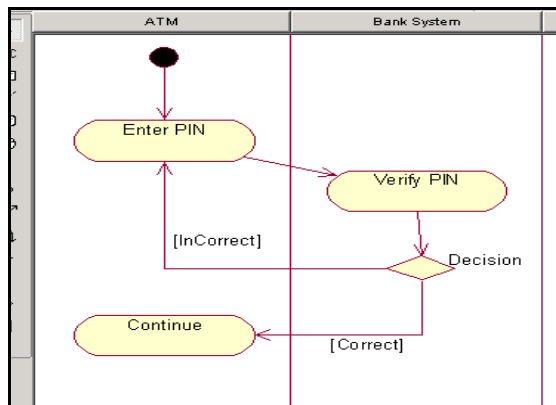 ATM
Bank System
Enter PIN
Verify PIN
[InCorrect]
Decision
Continue
[Correct]